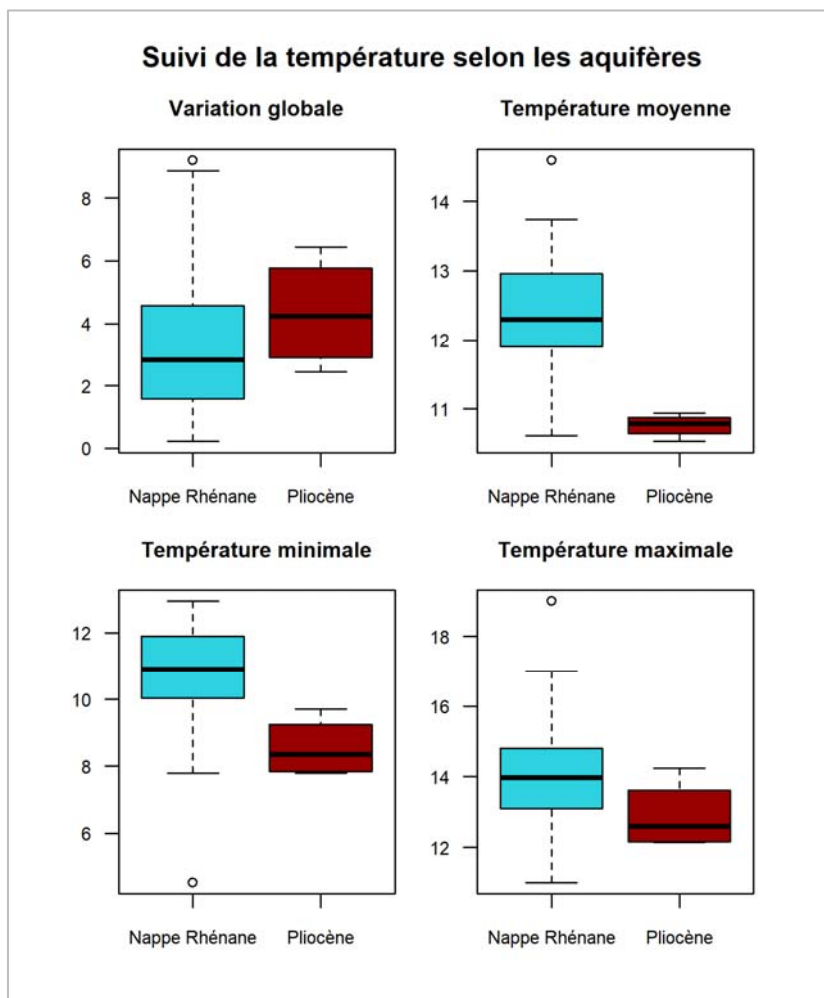 Suivi de la température selon les aquifères
Variation globale
8
6
4
2
0
Nappe Rhénane Pliocène
Température moyenne
14
13
12
11
Nappe Rhénane Pliocène
Température minimale
12
10
8
6
Nappe Rhénane Pliocène
Température maximale
18
16
14
12
Nappe Rhénane Pliocène